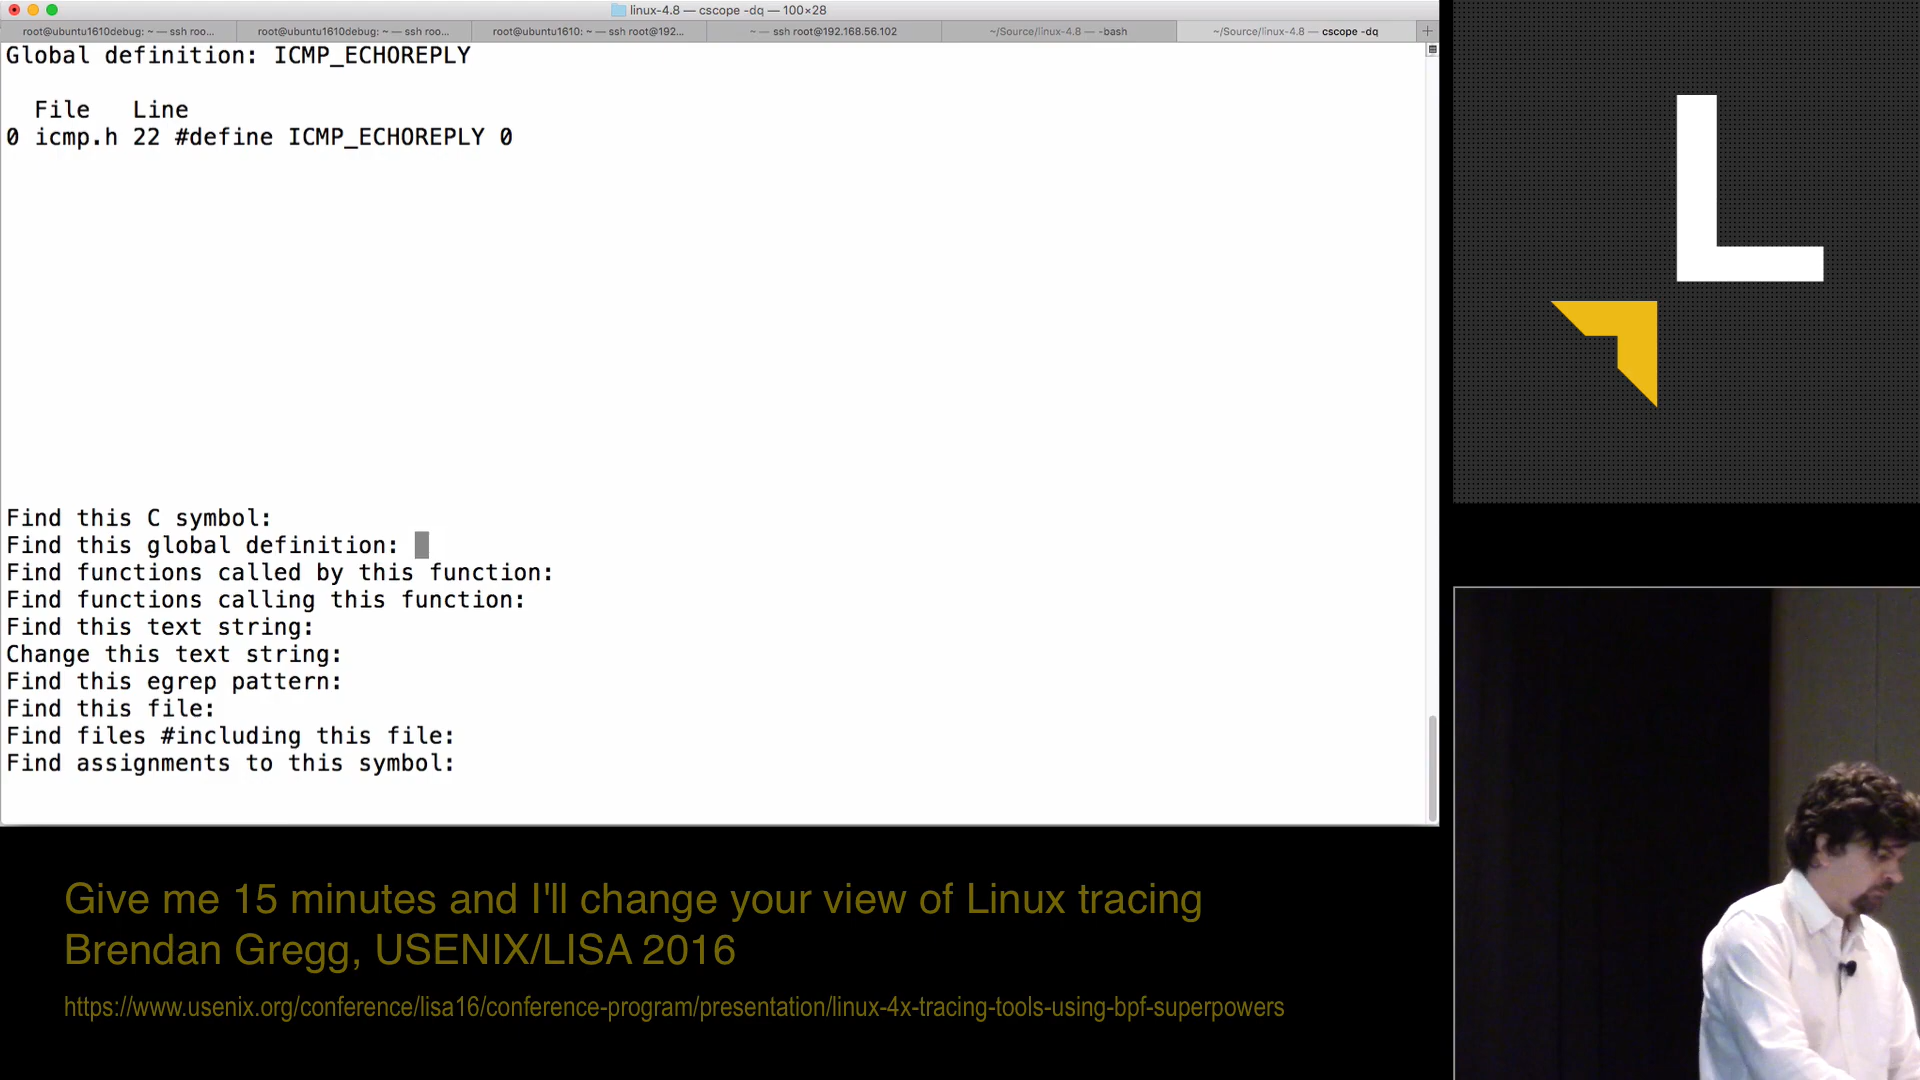 linux-4.8 — cscope -dq — 100×28
root@ubuntu1610debug: ~ — ssh roo...
root@ubuntu1610debug: ~ — ssh roo...
root@ubuntu1610: ~ — ssh root@192...
~ — ssh root@192.168.56.102
~/Source/linux-4.8 — -bash
~/Source/linux-4.8 — cscope -dq
Global definition: ICMP_ECHOREPLY
File Line
0 icmp.h 22 #define ICMP_ECHOREPLY 0
Find this C symbol:
Find this global definition:
Find functions called by this function:
Find functions calling this function:
Find this text string:
Change this text string:
Find this egrep pattern:
Find this file:
Find files #including this file:
Find assignments to this symbol:
Give me 15 minutes and I'll change your view of Linux tracing
Brendan Gregg, USENIX/LISA 2016
https://www.usenix.org/conference/lisa16/conference-program/presentation/linux-4x-tracing-tools-using-bpf-superpowers